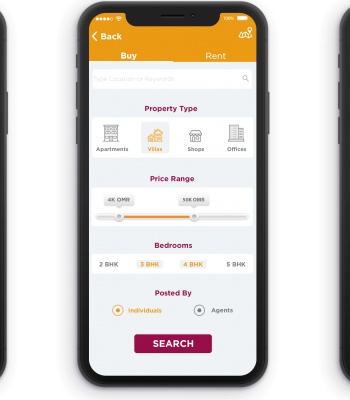 100%
Back
Buy Rent
Type Location or Keywords...
Property Type
Apartments Villas Shops Offices
Price Range
4K OMR 50K OMR
Bedrooms
2 BHK 3 BHK 4 BHK 5 BHK
Posted By
Individuals Agents
SEARCH